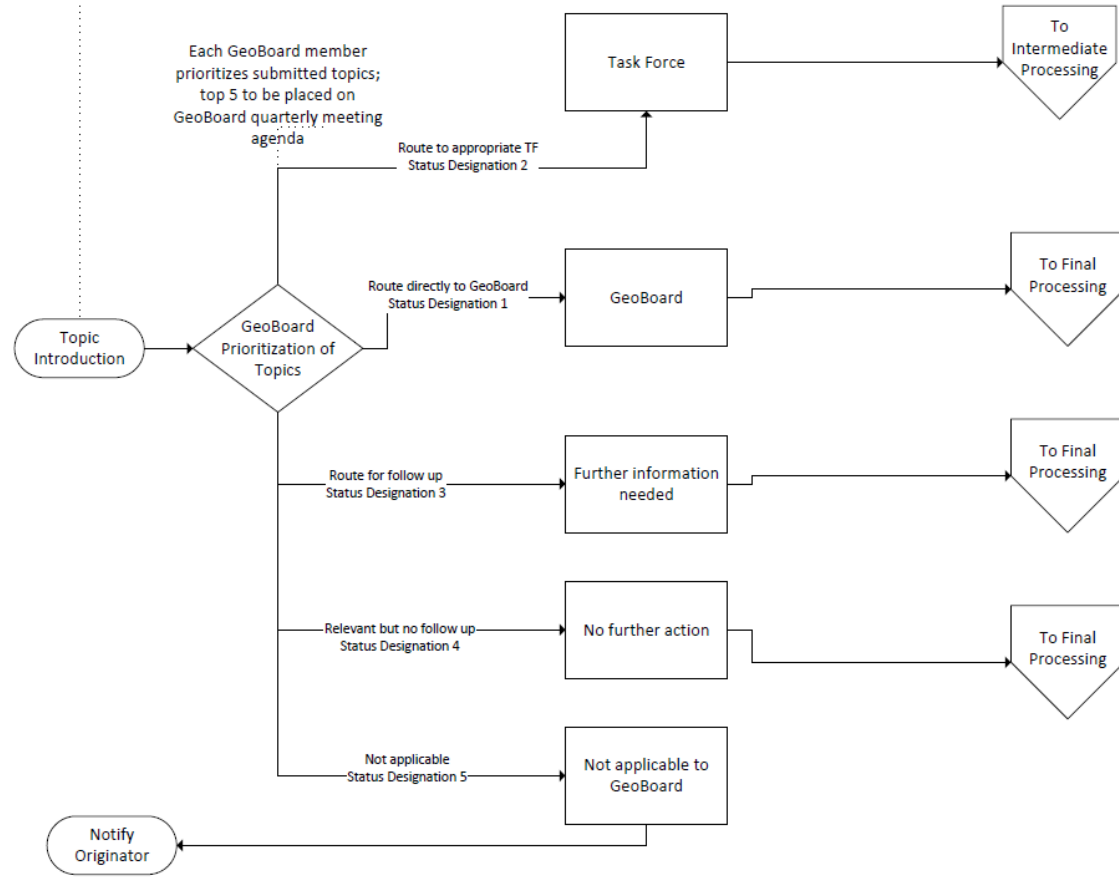 Each GeoBoard member
prioritizes submitted topics;
top 5 to be placed on
GeoBoard quarterly meeting
agenda
Task Force
To
Intermediate
Processing
Route to appropriate TF
Status Designation 2
Route directly to GeoBoard
Status Designation 1
GeoBoard
To Final
Processing
Topic
Introduction
GeoBoard
Prioritization of
Topics
Route for follow up
Status Designation 3
Further information
needed
To Final
Processing
Relevant but no follow up
Status Designation 4
No further action
To Final
Processing
Not applicable
Status Designation 5
Not applicable to
GeoBoard
Notify
Originator